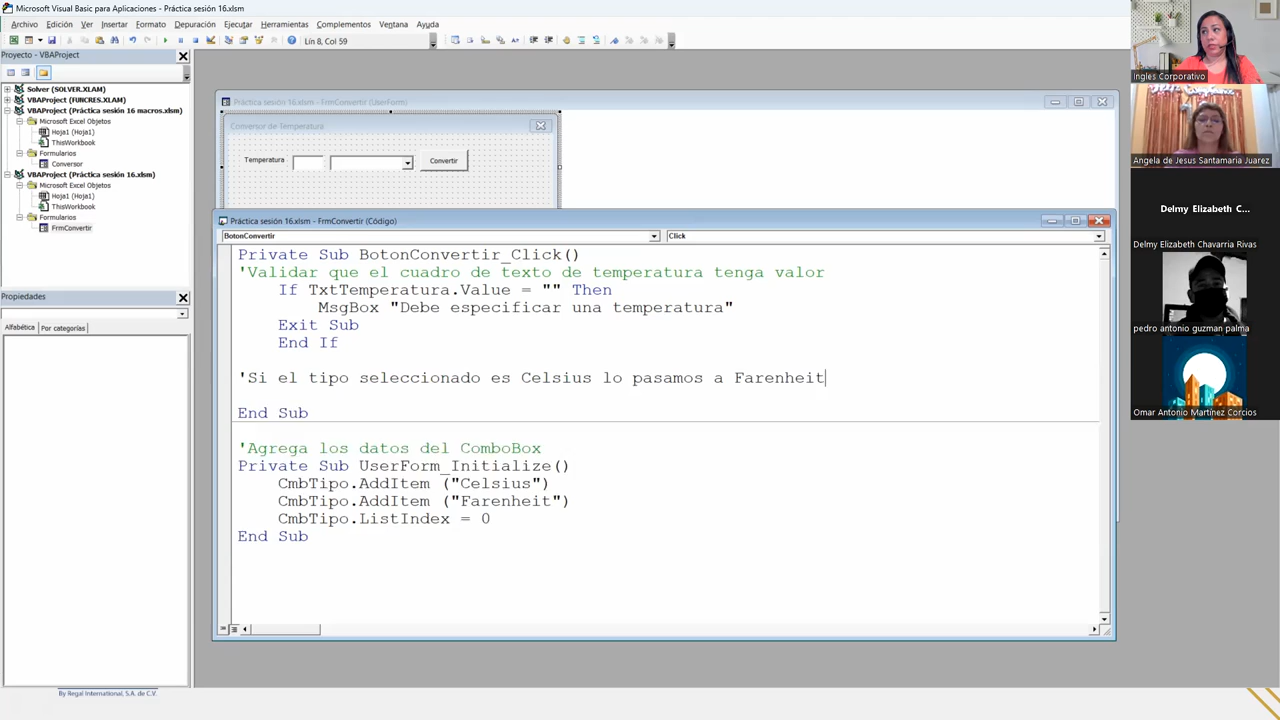 Microsoft Visual Basic para Aplicaciones - Práctica sesión 16.xlsm
Archivo Edición Ver Insertar Formato Depuración Ejecutar Herramientas Complementos Ventana Ayuda
Lín 8, Col 59
Proyecto - VBAProject
Solver (SOLVER.XLAM)
VBAProject (FUNCRES.XLAM)
VBAProject (Práctica sesión 16 macros.xlsm)
Microsoft Excel Objetos
Hoja1 (Hoja1)
ThisWorkbook
Formularios
Conversor
VBAProject (Práctica sesión 16.xlsm)
Microsoft Excel Objetos
Hoja1 (Hoja1)
ThisWorkbook
Formularios
FrmConvertir
Propiedades
Alfabética Por categorías
Práctica sesión 16.xlsm - FrmConvertir (UserForm)
Conversor de Temperatura
Temperatura
Convertir
Práctica sesión 16.xlsm - FrmConvertir (Código)
BotonConvertir
Click
Private Sub BotonConvertir_Click()
'Validar que el cuadro de texto de temperatura tenga valor
If TxtTemperatura.Value = "" Then
MsgBox "Debe especificar una temperatura"
Exit Sub
End If
'Si el tipo seleccionado es Celsius lo pasamos a Farenheit
End Sub
'Agrega los datos del ComboBox
Private Sub UserForm_Initialize()
CmbTipo.AddItem ("Celsius")
CmbTipo.AddItem ("Farenheit")
CmbTipo.ListIndex = 0
End Sub
By Regal International, S.A. de C.V.
Ingles Corporativo
Angela de Jesus Santamaria Juarez
Delmy Elizabeth C...
Delmy Elizabeth Chavarria Rivas
pedro antonio guzman palma
Omar Antonio Martínez Corcios